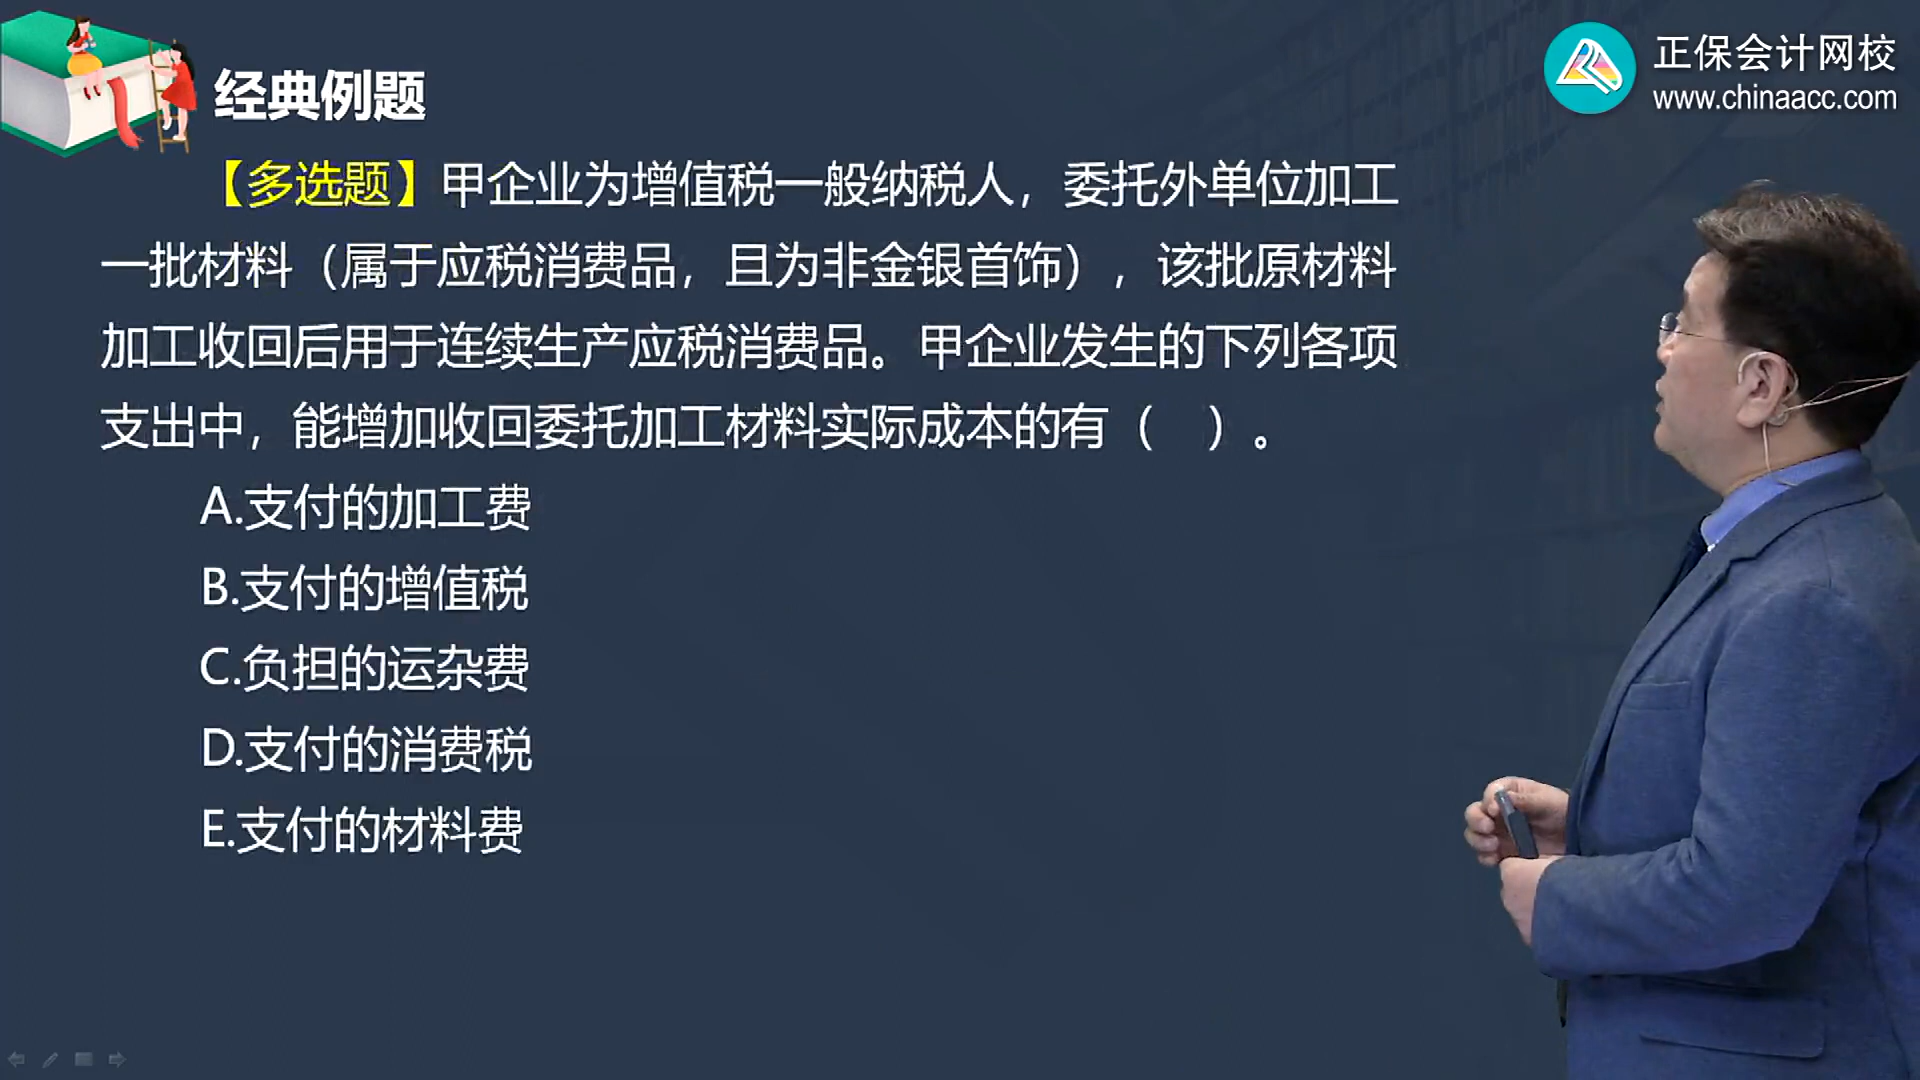 正保会计网校
www.chinaacc.com
经典例题
【多选题】甲企业为增值税一般纳税人，委托外单位加工
一批材料（属于应税消费品，且为非金银首饰），该批原材料
加工收回后用于连续生产应税消费品。甲企业发生的下列各项
支出中，能增加收回委托加工材料实际成本的有（　）。
A.支付的加工费
B.支付的增值税
C.负担的运杂费
D.支付的消费税
E.支付的材料费